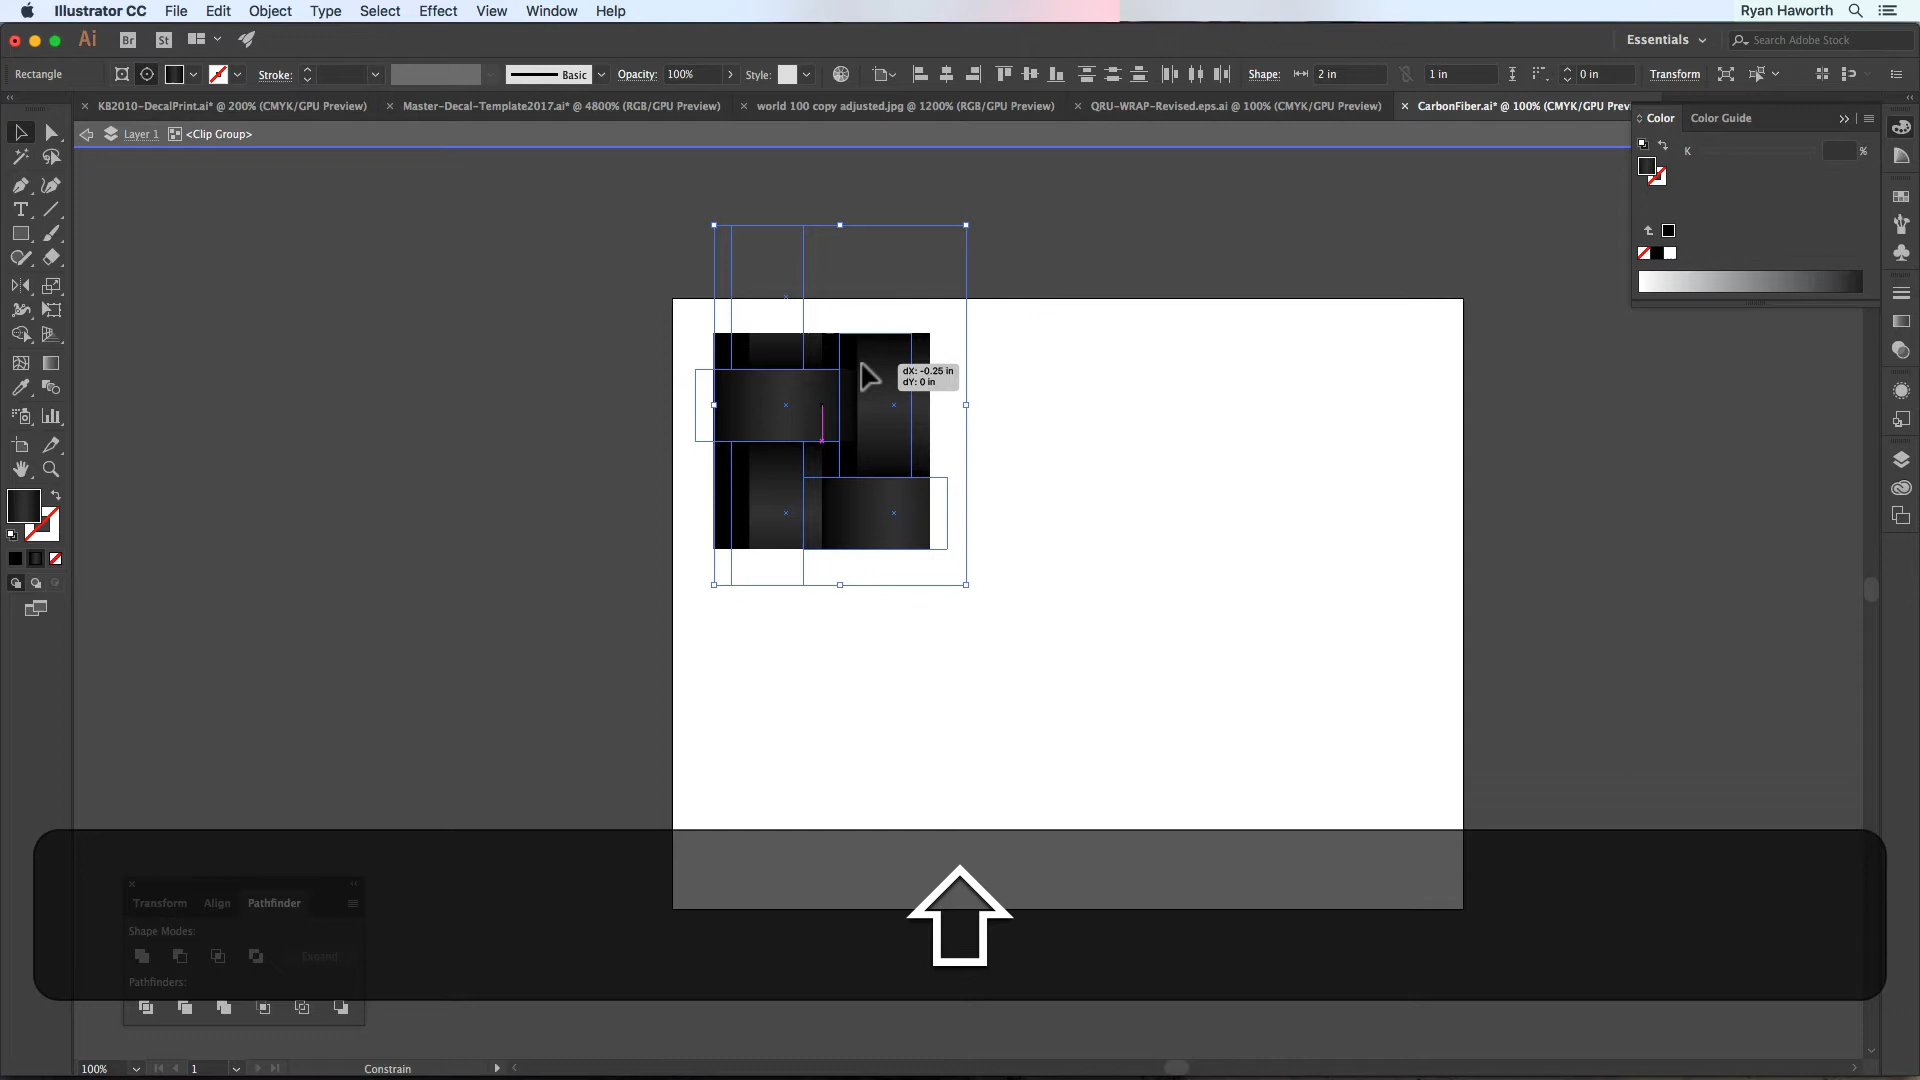 Illustrator CC File Edit Object Type Select Effect View Window Help Ryan Haworth
Ai Br St Essentials Search Adobe Stock
Rectangle Stroke: Basic Opacity: 100% Style: Shape: 2 in 1 in 0 in Transform
KB2010-DecalPrint.ai* @ 200% (CMYK/GPU Preview) Master-Decal-Template2017.ai* @ 4800% (RGB/GPU Preview) world 100 copy adjusted.jpg @ 1200% (RGB/GPU Preview) QRU-WRAP-Revised.eps.ai @ 100% (CMYK/GPU Preview) CarbonFiber.ai* @ 100% (CMYK/GPU Prev
Color Color Guide
Layer 1 <Clip Group>
K %
dX: -0.25 in
dY: 0 in
Transform Align Pathfinder
Shape Modes:
Expand
Pathfinders:
100% 1 Constrain